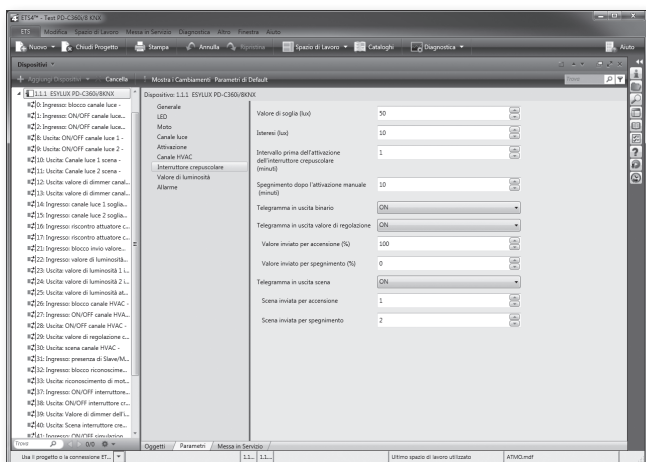 ETS4™ - Test PD-C360i/8 KNX
ETS Modifica Spazio di Lavoro Messa in Servizio Diagnostica Altro Finestra Aiuto
Nuovo Chiudi Progetto Stampa Annulla Ripristina Spazio di Lavoro Cataloghi Diagnostica Aiuto
Dispositivi
Aggiungi Dispositivi Cancella Mostra i Cambiamenti Parametri di Default Trova
1.1.1 ESYLUX PD-C360i/8KNX
0: Ingresso: blocco canale luce -
1: Ingresso: ON/OFF canale luce...
2: Ingresso: ON/OFF canale luce...
8: Uscita: ON/OFF canale luce 1 -
9: Uscita: ON/OFF canale luce 2 -
10: Uscita: Canale luce 1 scena -
11: Uscita: Canale luce 2 scena -
12: Uscita: valore di dimmer canal...
13: Uscita: valore di dimmer canal...
14: Ingresso: canale luce 1 soglia...
15: Ingresso: canale luce 2 soglia...
16: Ingresso: riscontro attuatore c...
17: Ingresso: riscontro attuatore c...
21: Ingresso: blocco invio valore...
22: Ingresso: valore di luminosità...
23: Uscita: valore di luminosità 1 i...
24: Uscita: valore di luminosità 2 i...
25: Uscita: valore di luminosità at...
26: Ingresso: blocco canale HVAC -
27: Ingresso: ON/OFF canale HVA...
28: Uscita: ON/OFF canale HVAC -
29: Uscita: valore di regolazione c...
30: Uscita: scena canale HVAC -
31: Ingresso: presenza di Slave/M...
32: Ingresso: blocco riconoscime...
33: Uscita: riconoscimento di mot...
37: Ingresso: ON/OFF interruttore...
38: Uscita: ON/OFF interruttore cr...
39: Uscita: Valore di dimmer dell'i...
40: Uscita: Scena interruttore cre...
41: Ingresso: ON/OFF simulazion...
Trova 0/0
Dispositivo: 1.1.1 ESYLUX PD-C360i/8KNX
Generale
LED
Moto
Canale luce
Attivazione
Canale HVAC
Interruttore crepuscolare
Valore di luminosità
Allarme
Valore di soglia (lux) 50
Isteresi (lux) 10
Intervallo prima dell'attivazione 1
dell'interruttore crepuscolare
(minuti)
Spegnimento dopo l'attivazione manuale 10
(minuti)
Telegramma in uscita binario ON
Telegramma in uscita valore di regolazione ON
Valore inviato per accensione (%) 100
Valore inviato per spegnimento (%) 0
Telegramma in uscita scena ON
Scena inviata per accensione 1
Scena inviata per spegnimento 2
Oggetti Parametri Messa in Servizio
Usa il progetto o la connessione ET... 1.1... 1.1... Ultimo spazio di lavoro utilizzato ATMO.mdf